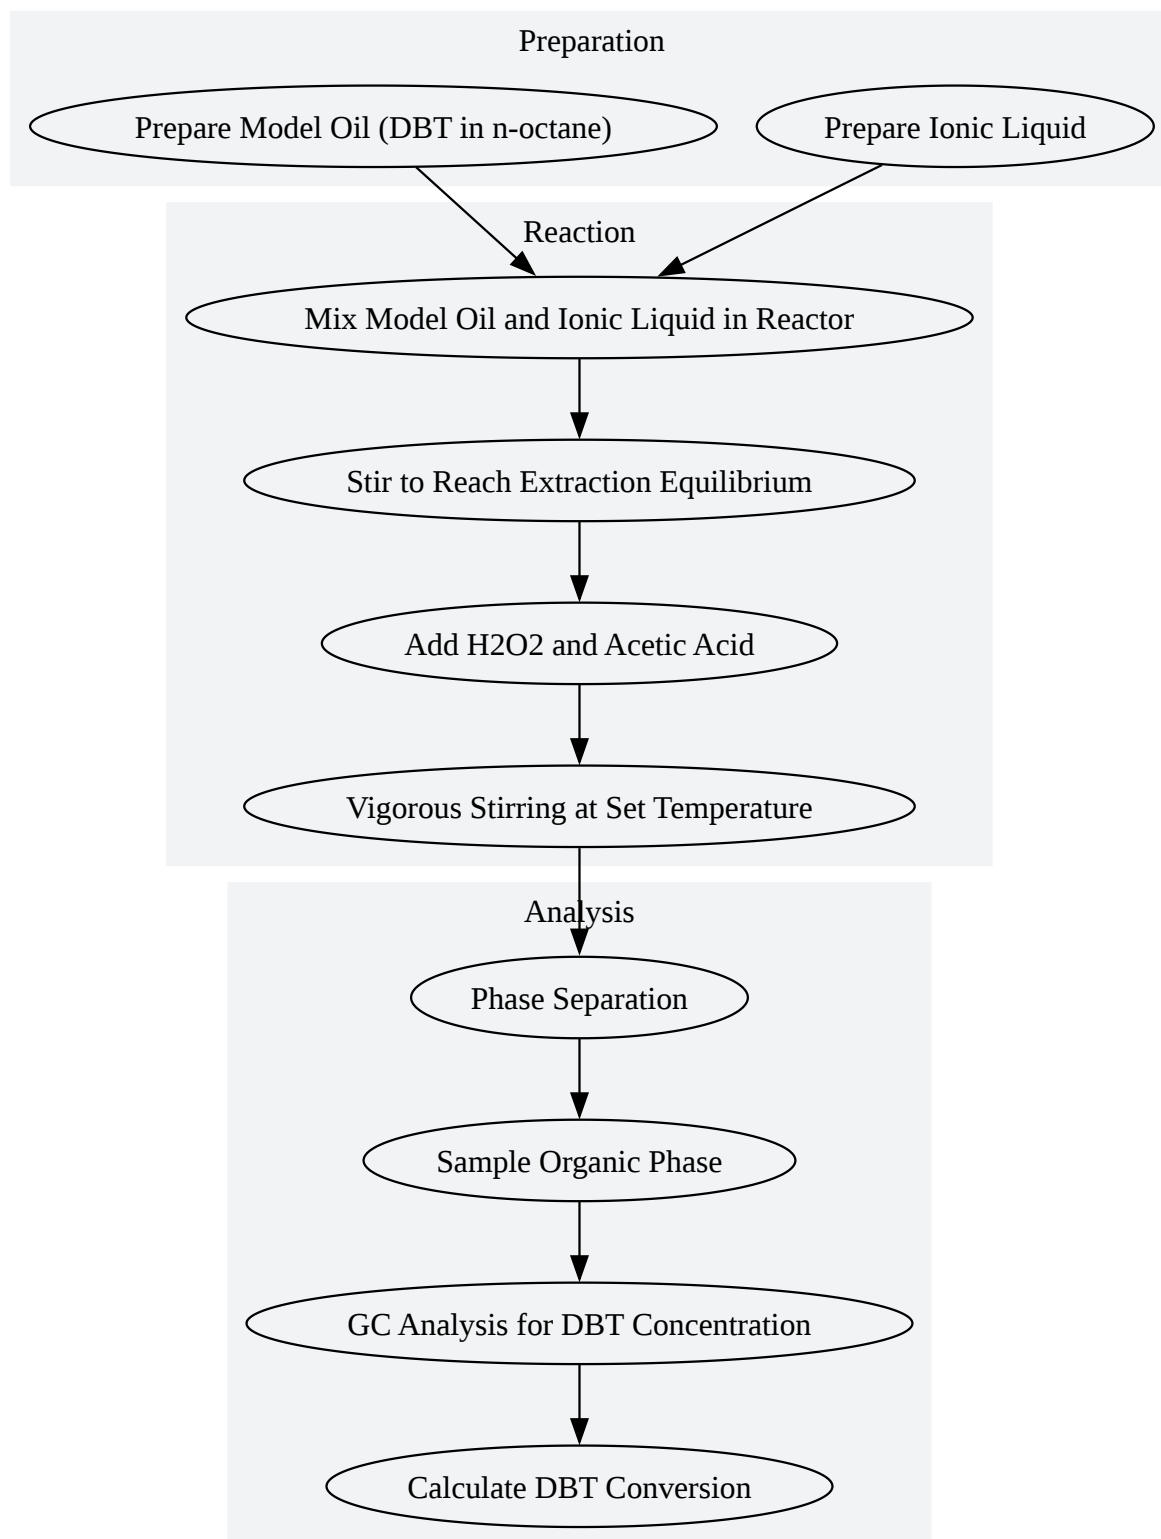 Preparation
Prepare Model Oil (DBT in n-octane)
Prepare Ionic Liquid
Reaction
Mix Model Oil and Ionic Liquid in Reactor
Stir to Reach Extraction Equilibrium
Add H2O2 and Acetic Acid
Vigorous Stirring at Set Temperature
Analysis
Phase Separation
Sample Organic Phase
GC Analysis for DBT Concentration
Calculate DBT Conversion